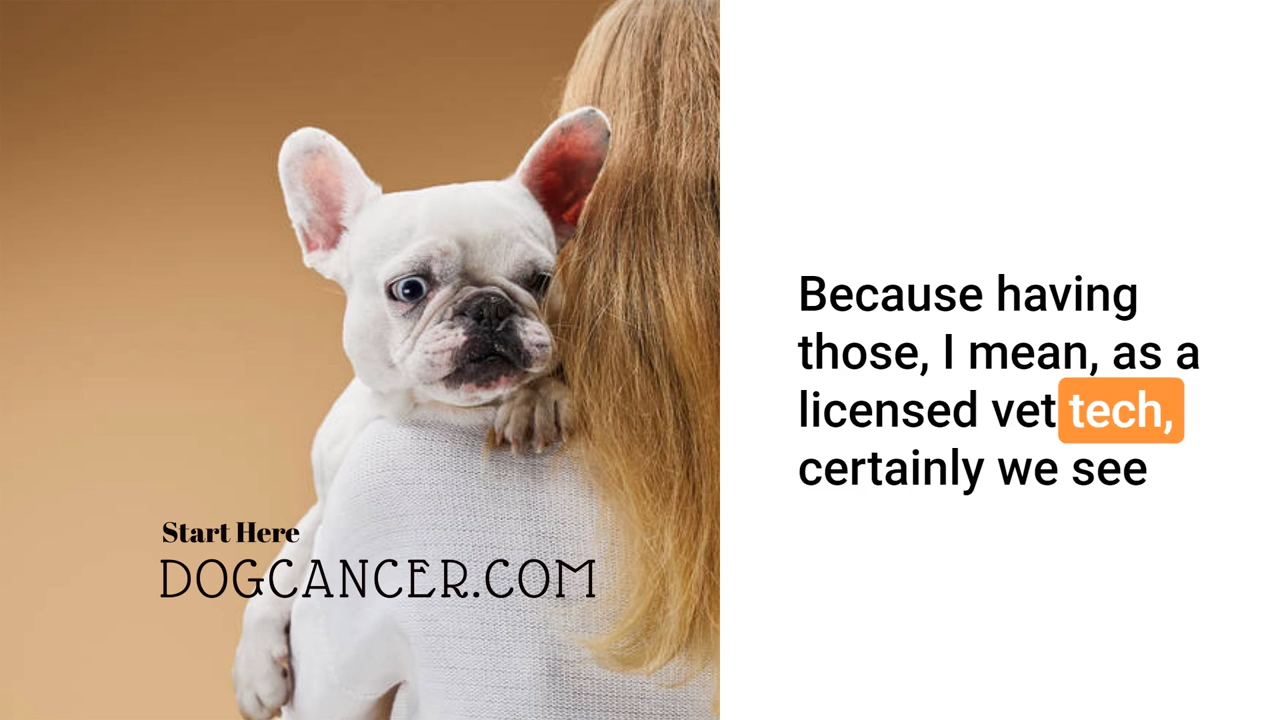 Start Here
DOGCANCER.COM
Because having
those, I mean, as a
licensed vet tech,
certainly we see